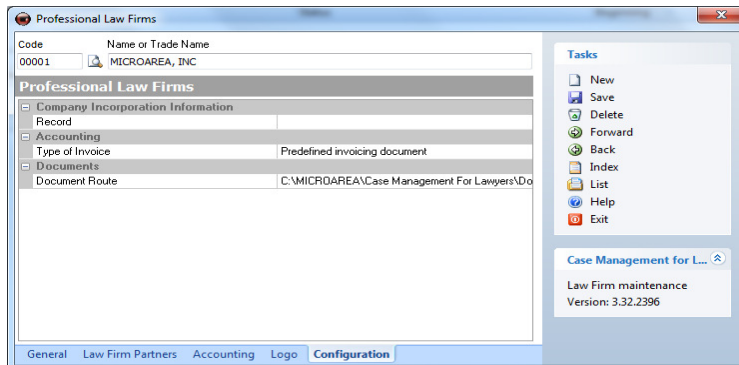 Professional Law Firms
Code Name or Trade Name
00001 MICROAREA, INC
Professional Law Firms
Company Incorporation Information
Record
Accounting
Type of Invoice Predefined invoicing document
Documents
Document Route C:\MICROAREA\Case Management For Lawyers\Do
General Law Firm Partners Accounting Logo Configuration
Tasks
New
Save
Delete
Forward
Back
Index
List
Help
Exit
Case Management for L...
Law Firm maintenance
Version: 3.32.2396